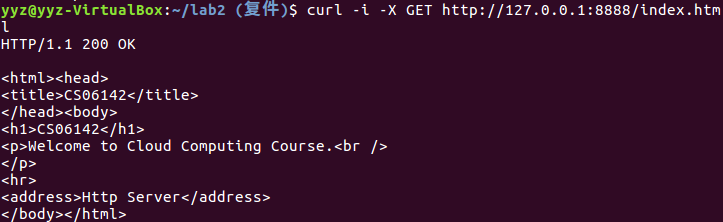 yyz@yyz-VirtualBox:~/lab2 (复件)$ curl -i -X GET http://127.0.0.1:8888/index.htm
l
HTTP/1.1 200 OK
<html><head>
<title>CS06142</title>
</head><body>
<h1>CS06142</h1>
<p>Welcome to Cloud Computing Course.<br />
</p>
<hr>
<address>Http Server</address>
</body></html>